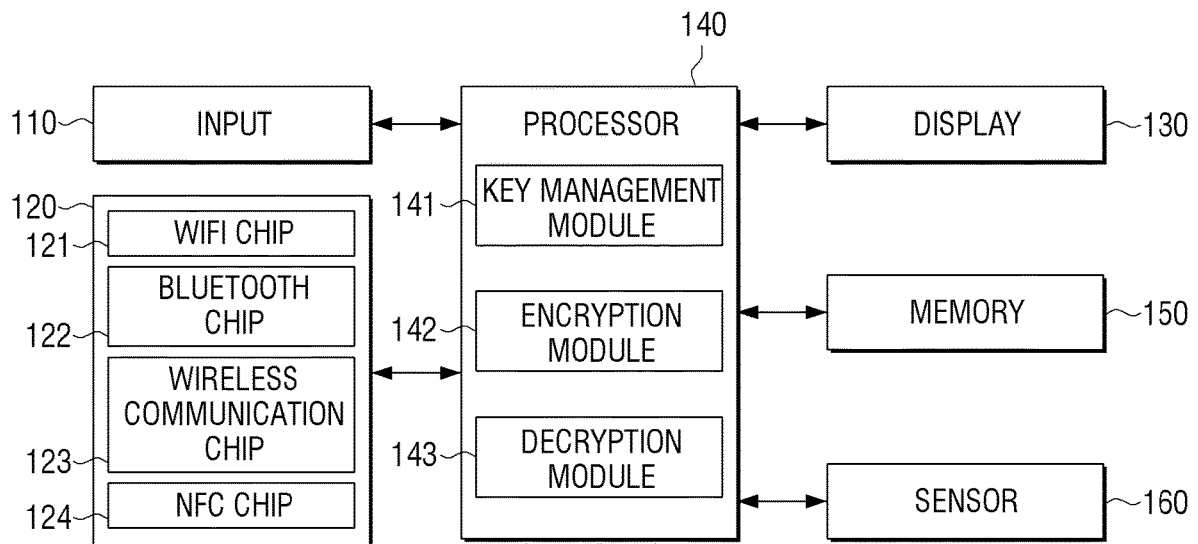 140
110
INPUT
PROCESSOR
DISPLAY
130
120
141
KEY MANAGEMENT
MODULE
121
WIFI CHIP
122
BLUETOOTH
CHIP
142
ENCRYPTION
MODULE
MEMORY
150
123
WIRELESS
COMMUNICATION
CHIP
143
DECRYPTION
MODULE
124
NFC CHIP
SENSOR
160